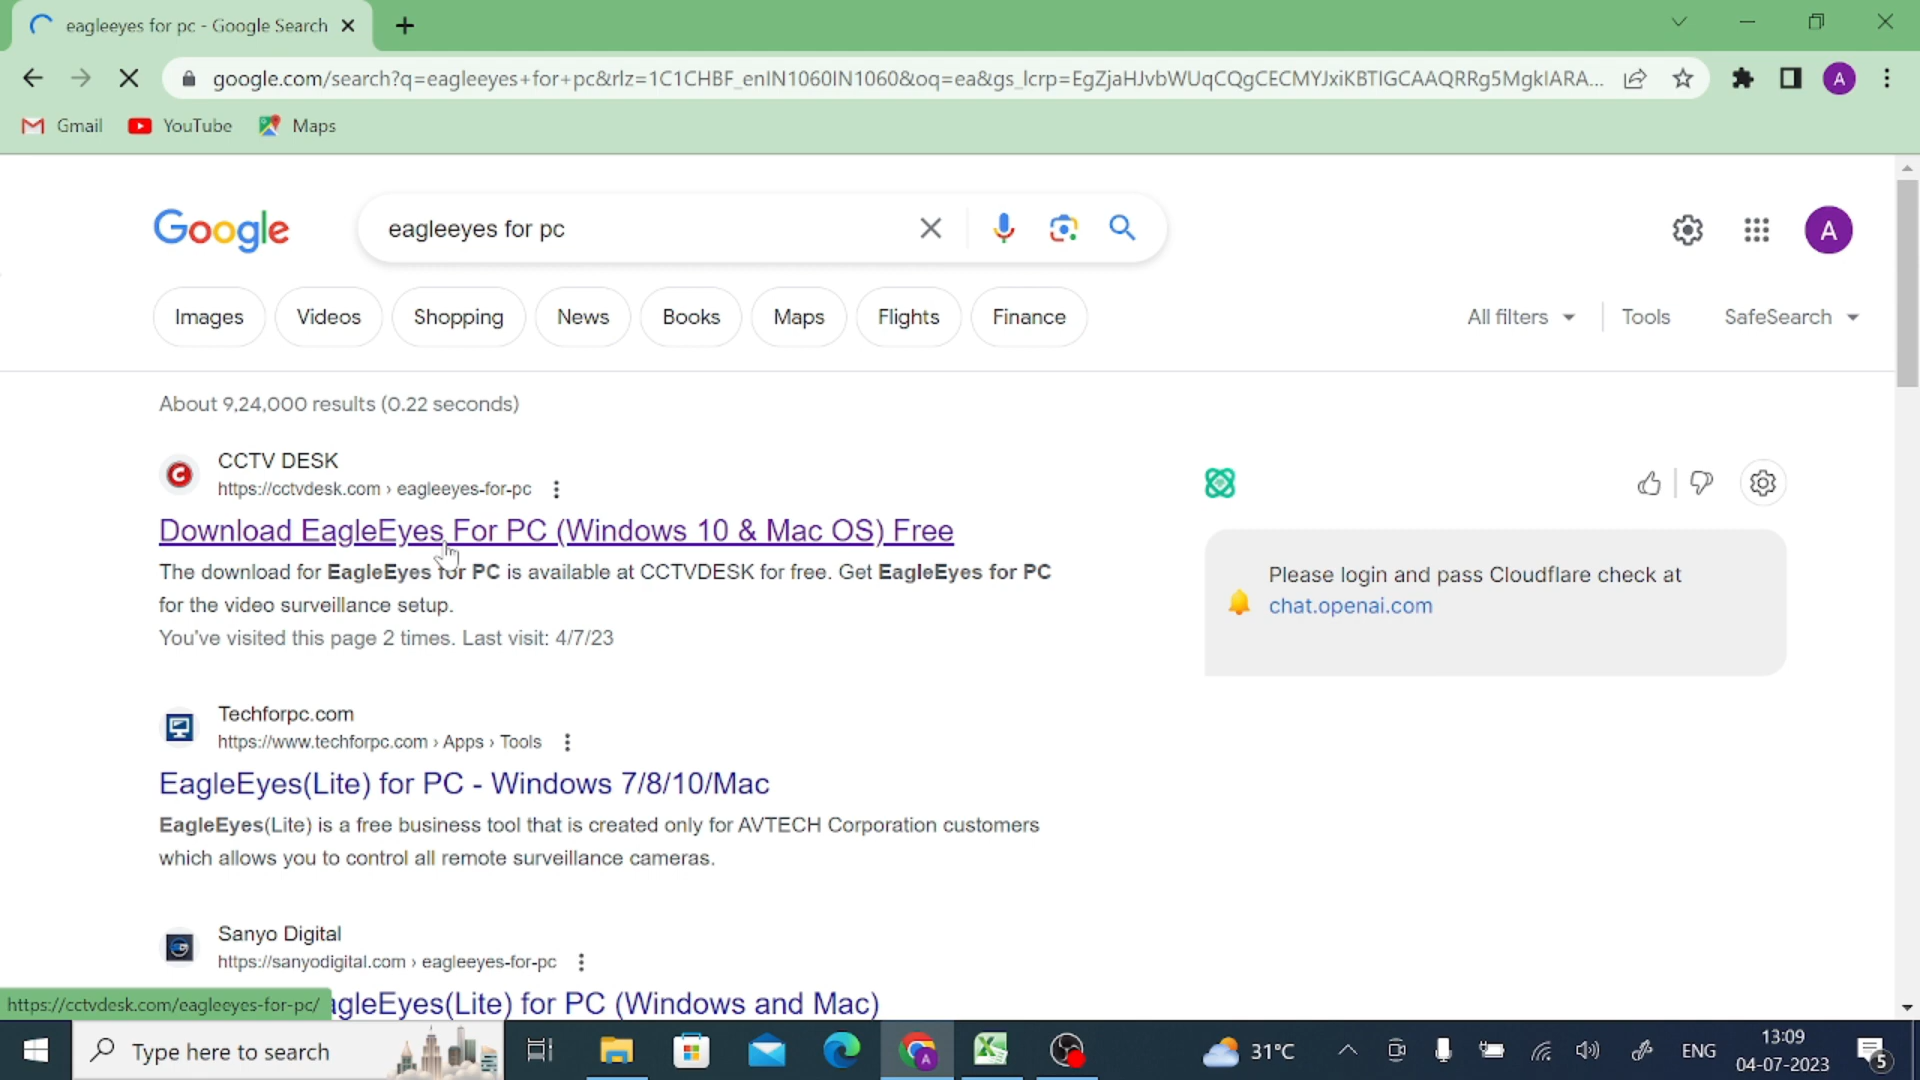 eagleeyes for pc - Google Search
google.com/search?q=eagleeyes+for+pc&rlz=1C1CHBF_enIN1060IN1060&oq=ea&gs_lcrp=EgZjaHJvbWUqCQgCECMYJxiKBTIGCAAQRRg5MgkIARA...
A
Gmail
YouTube
Maps
Google
eagleeyes for pc
A
Images
Videos
Shopping
News
Books
Maps
Flights
Finance
All filters
Tools
SafeSearch
About 9,24,000 results (0.22 seconds)
CCTV DESK
https://cctvdesk.com › eagleeyes-for-pc
Download EagleEyes For PC (Windows 10 & Mac OS) Free
The download for EagleEyes for PC is available at CCTVDESK for free. Get EagleEyes for PC
for the video surveillance setup.
You've visited this page 2 times. Last visit: 4/7/23
Please login and pass Cloudflare check at
chat.openai.com
Techforpc.com
https://www.techforpc.com › Apps › Tools
EagleEyes(Lite) for PC - Windows 7/8/10/Mac
EagleEyes(Lite) is a free business tool that is created only for AVTECH Corporation customers
which allows you to control all remote surveillance cameras.
Sanyo Digital
https://sanyodigital.com › eagleeyes-for-pc
https://cctvdesk.com/eagleeyes-for-pc/
agleEyes(Lite) for PC (Windows and Mac)
Type here to search
A
31°C
ENG
13:09
04-07-2023
5